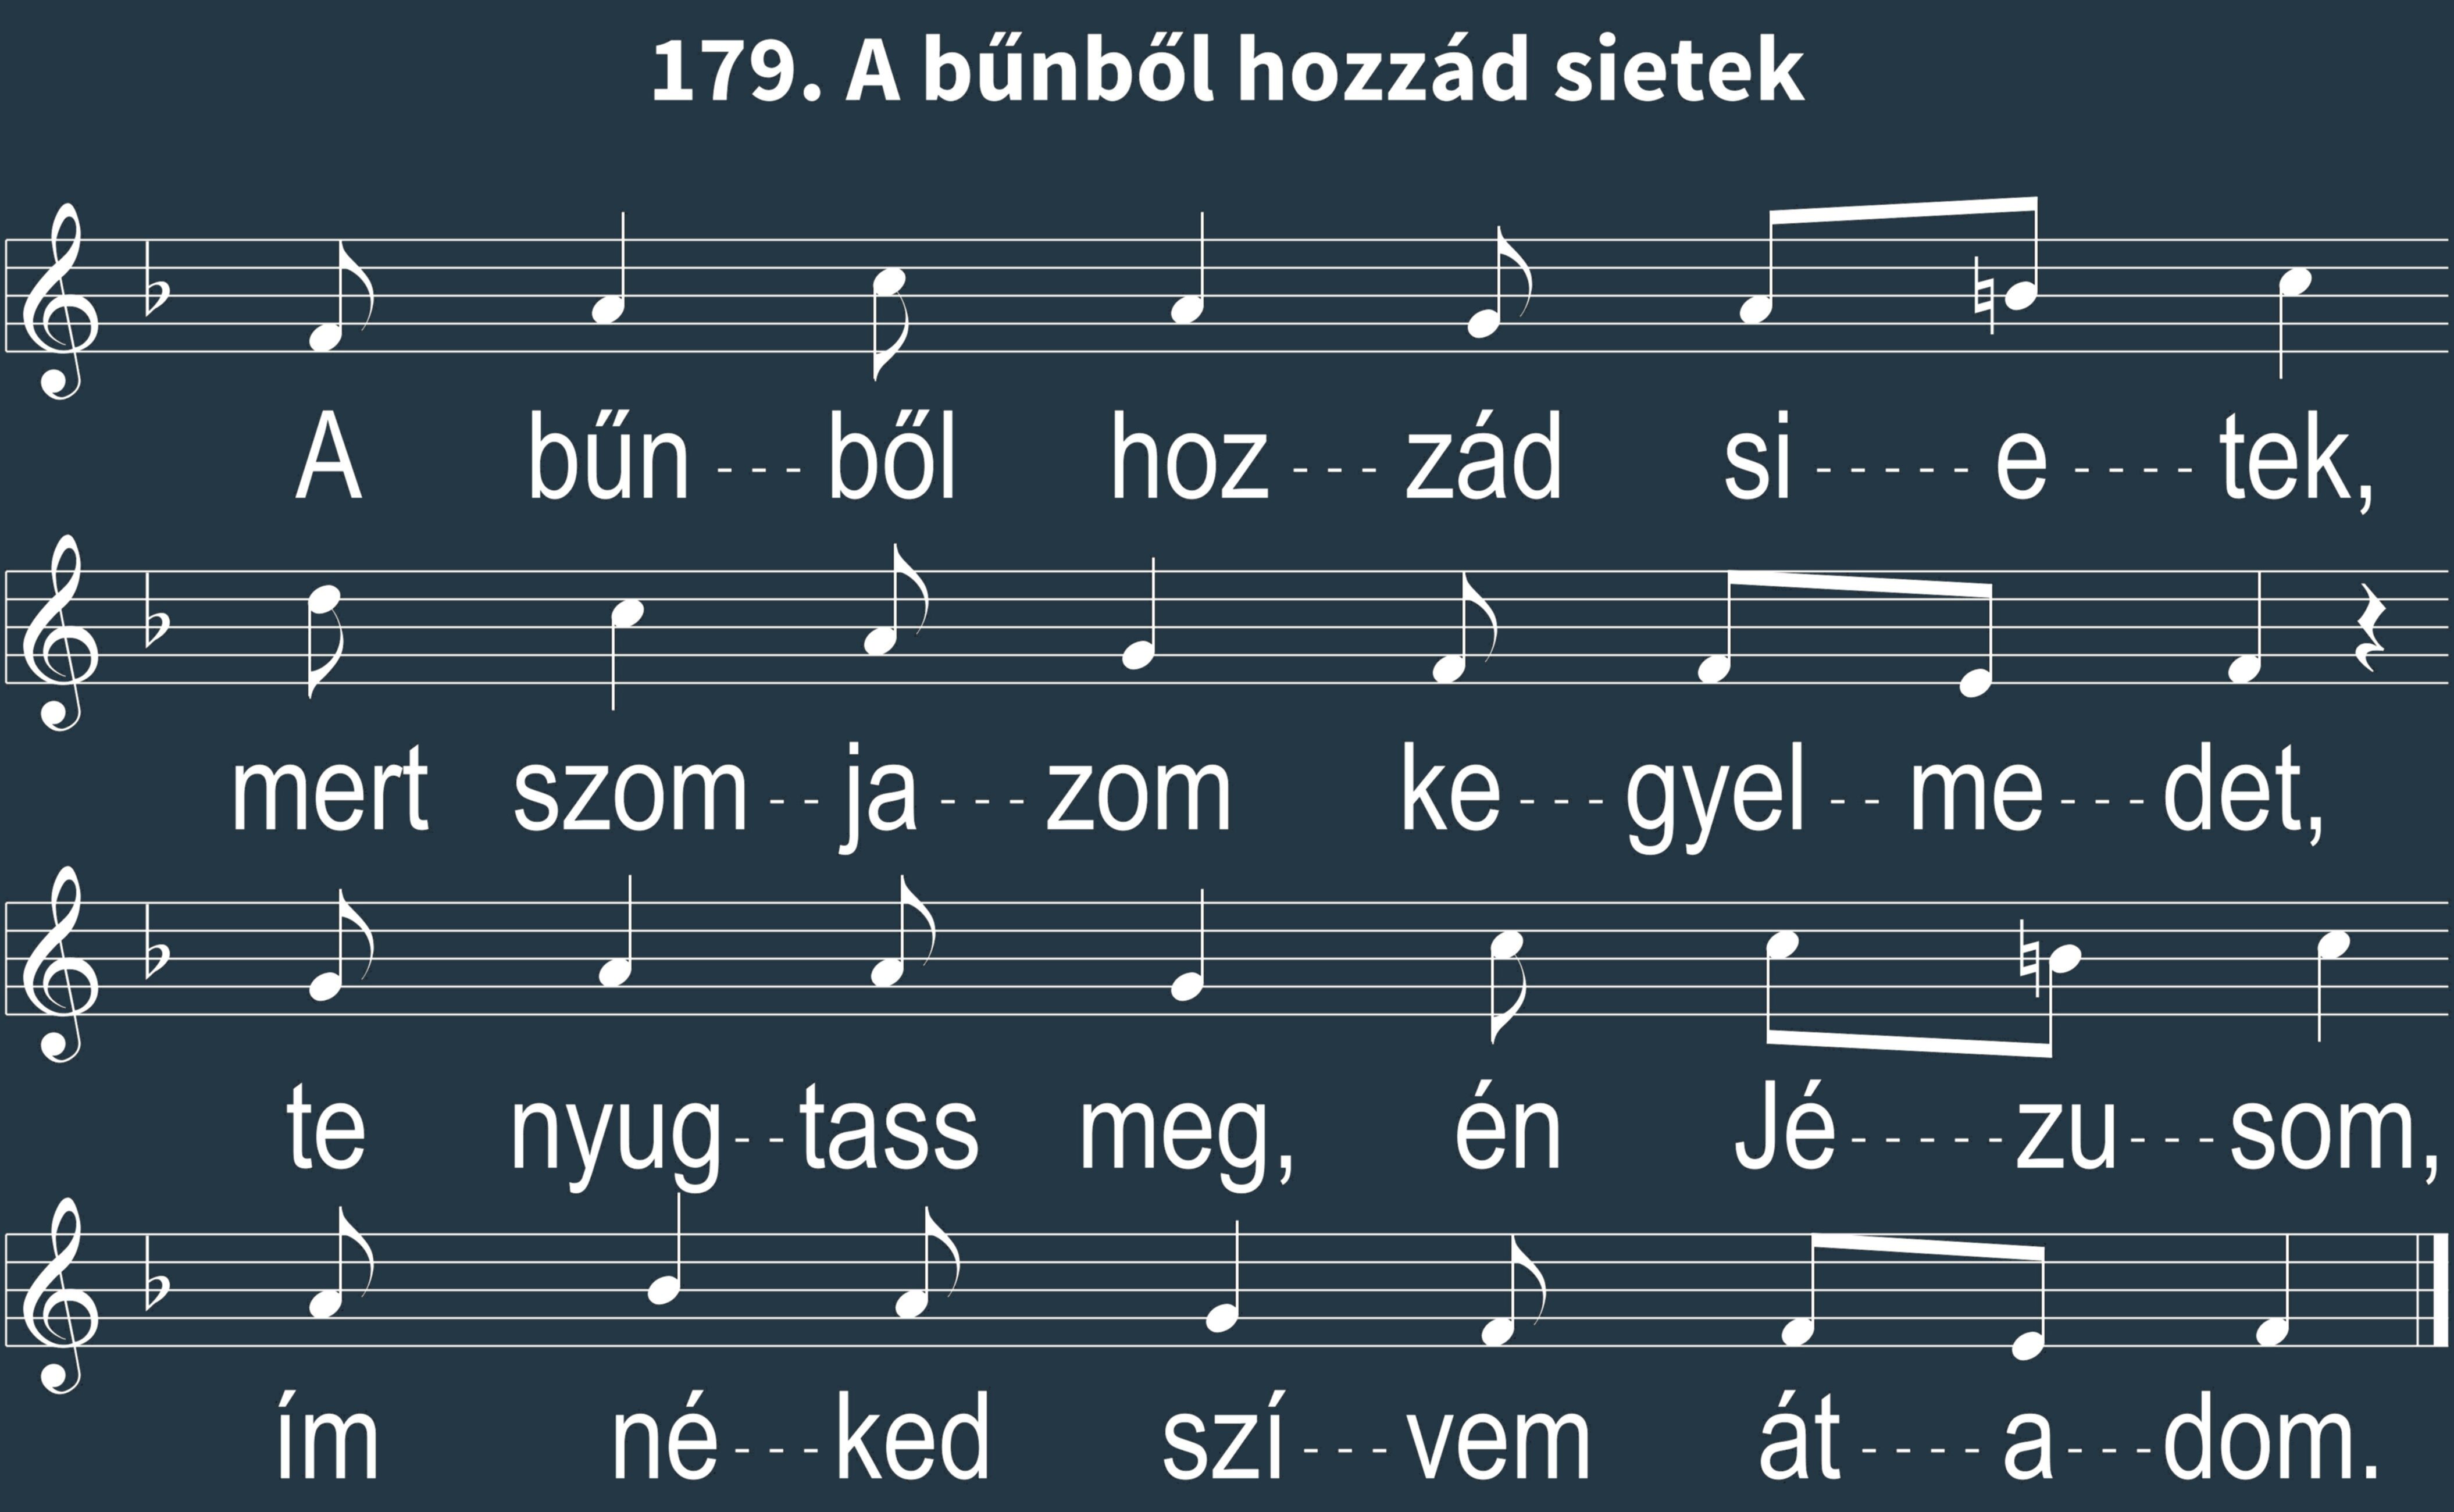 179. A bűnből hozzád sietek
A bűn---ből hoz---zád si-----e----tek,
mert szom--ja---zom ke---gyel--me---det,
te nyug--tass meg, én Jé-----zu---som,
ím né---ked szí---vem át----a---dom.